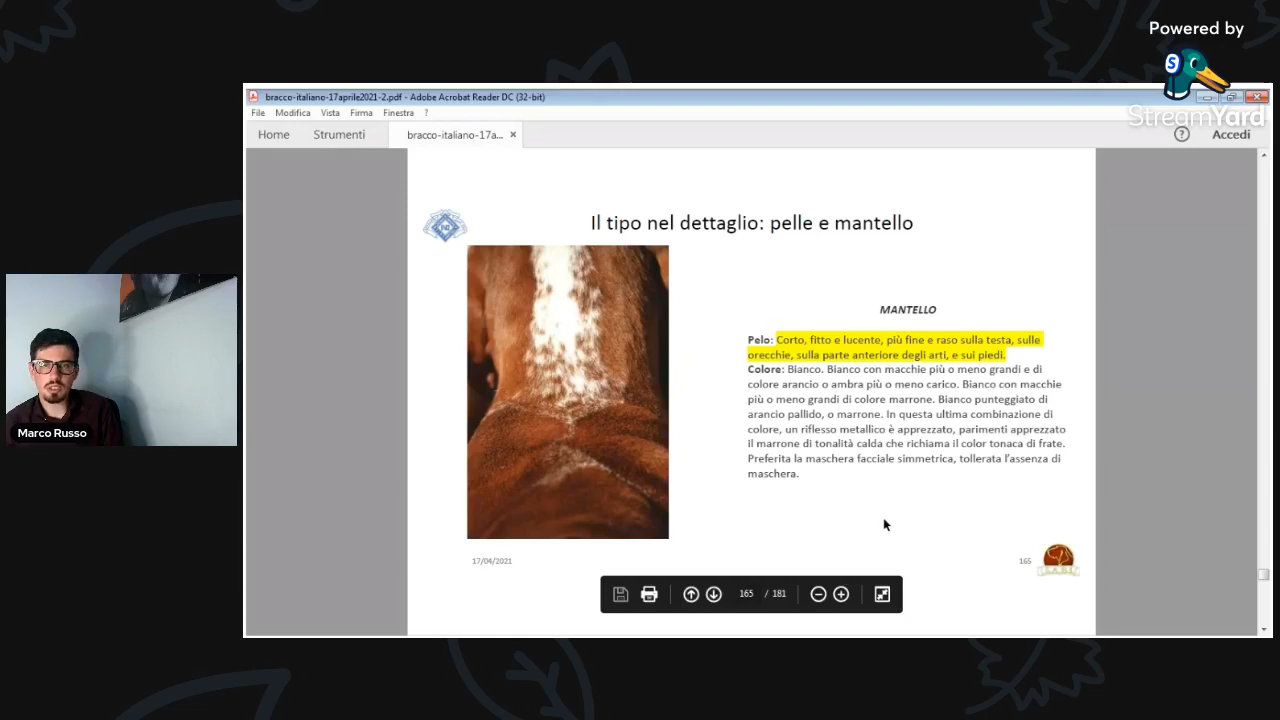 Powered by
S
StreamYard
bracco-italiano-17aprile2021-2.pdf - Adobe Acrobat Reader DC (32-bit)
File Modifica Vista Firma Finestra ?
Home Strumenti bracco-italiano-17a... × ? Accedi
Il tipo nel dettaglio: pelle e mantello
MANTELLO
Pelo: Corto, fitto e lucente, più fine e raso sulla testa, sulle
orecchie, sulla parte anteriore degli arti, e sui piedi.
Colore: Bianco. Bianco con macchie più o meno grandi e di
colore arancio o ambra più o meno carico. Bianco con macchie
più o meno grandi di colore marrone. Bianco punteggiato di
arancio pallido, o marrone. In questa ultima combinazione di
colore, un riflesso metallico è apprezzato, parimenti apprezzato
il marrone di tonalità calda che richiama il color tonaca di frate.
Preferita la maschera facciale simmetrica, tollerata l'assenza di
maschera.
Marco Russo
17/04/2021
165
165 / 181